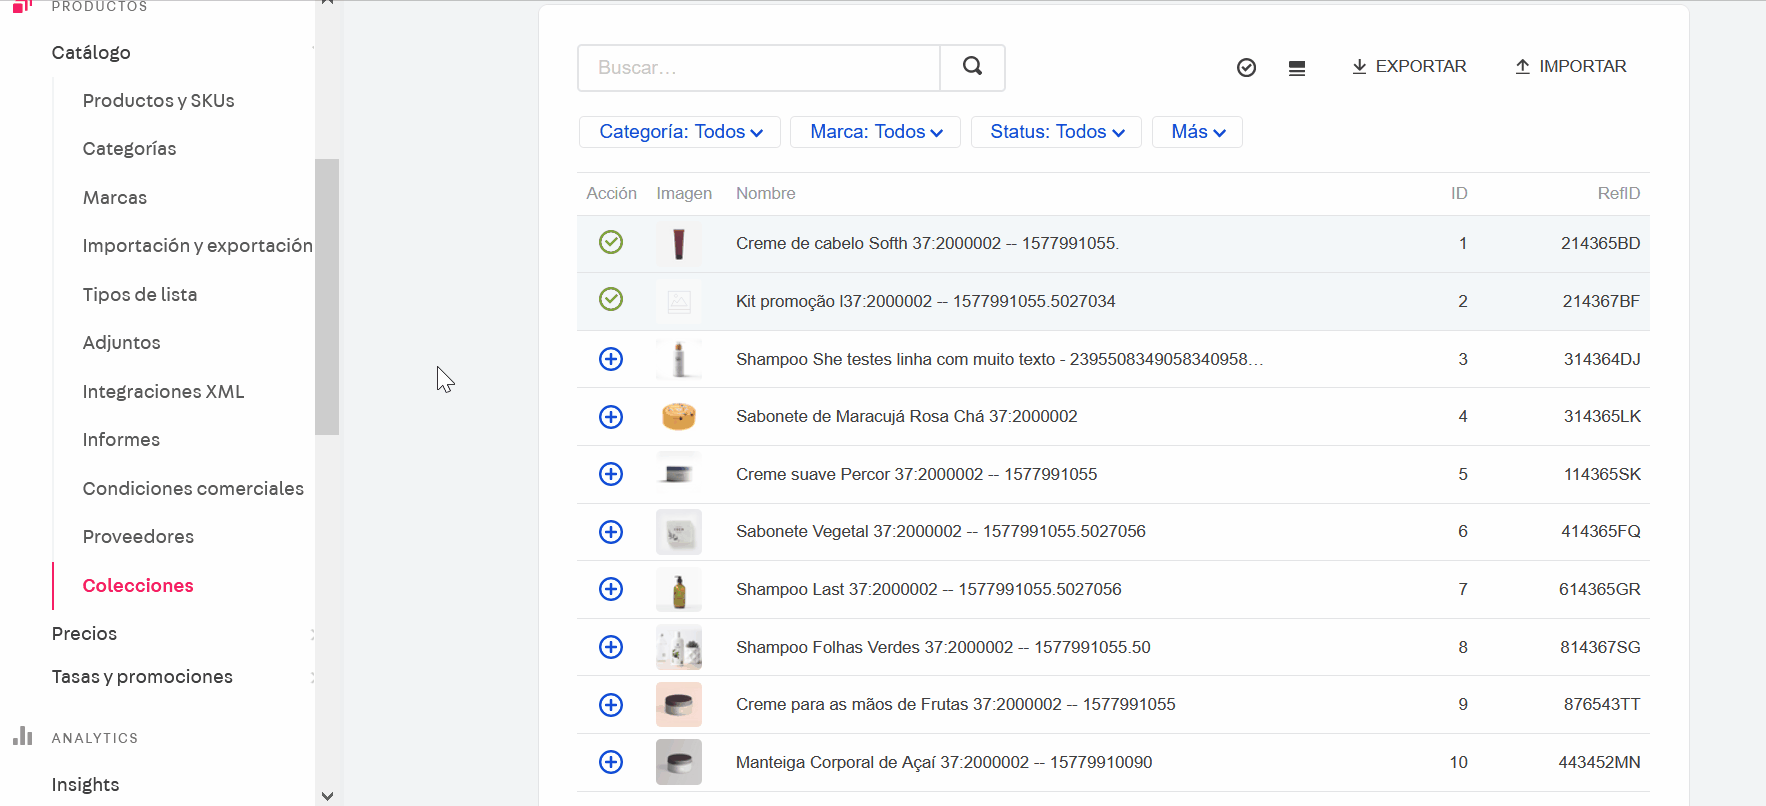 PRODUCTOS
Catálogo
Productos y SKUs
Categorías
Marcas
Importación y exportación
Tipos de lista
Adjuntos
Integraciones XML
Informes
Condiciones comerciales
Proveedores
Colecciones
Precios
Tasas y promociones
ANALYTICS
Insights
Buscar...
EXPORTAR IMPORTAR
Categoría: Todos Marca: Todos Status: Todos Más
Acción Imagen Nombre ID RefID
Creme de cabelo Softh 37:2000002 -- 1577991055. 1 214365BD
Kit promoção l37:2000002 -- 1577991055.5027034 2 214367BF
Shampoo She testes linha com muito texto - 2395508349058340958... 3 314364DJ
Sabonete de Maracujá Rosa Chá 37:2000002 4 314365LK
Creme suave Percor 37:2000002 -- 1577991055 5 114365SK
Sabonete Vegetal 37:2000002 -- 1577991055.5027056 6 414365FQ
Shampoo Last 37:2000002 -- 1577991055.5027056 7 614365GR
Shampoo Folhas Verdes 37:2000002 -- 1577991055.50 8 814367SG
Creme para as mãos de Frutas 37:2000002 -- 1577991055 9 876543TT
Manteiga Corporal de Açaí 37:2000002 -- 15779910090 10 443452MN